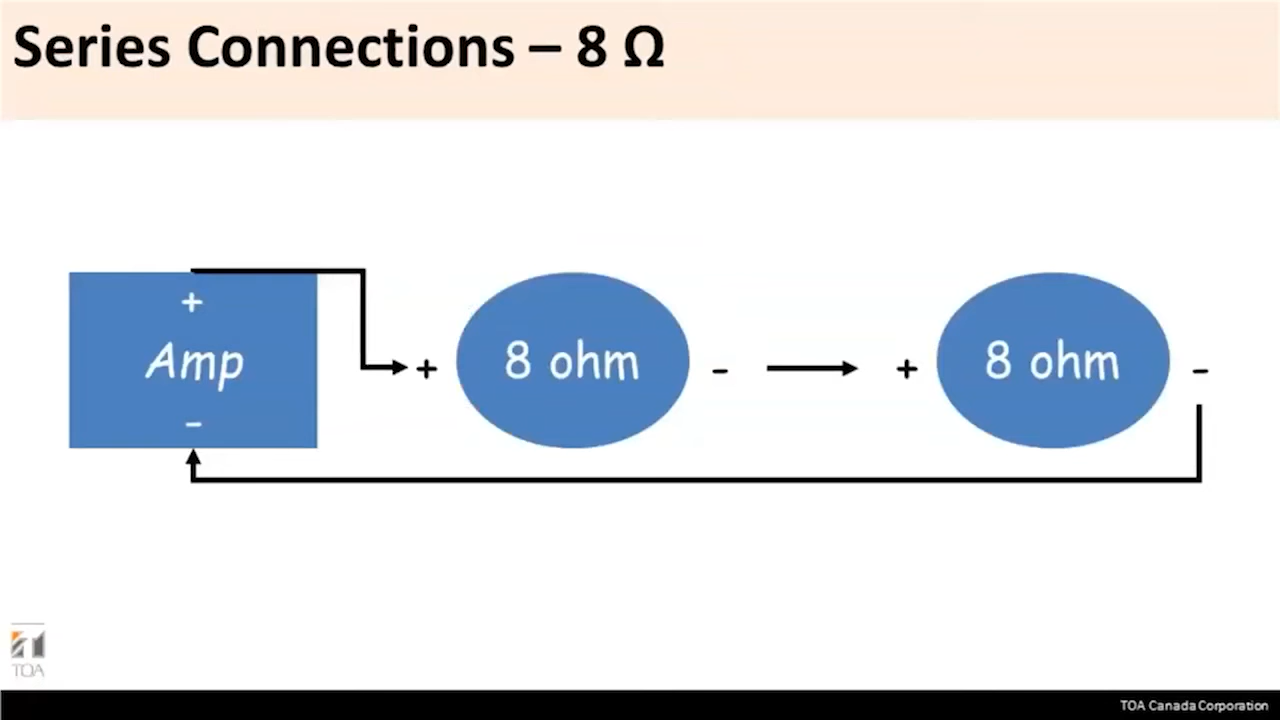 Series Connections – 8 Ω
+
Amp
–
+ 8 ohm - + 8 ohm -
TOA
TOA Canada Corporation